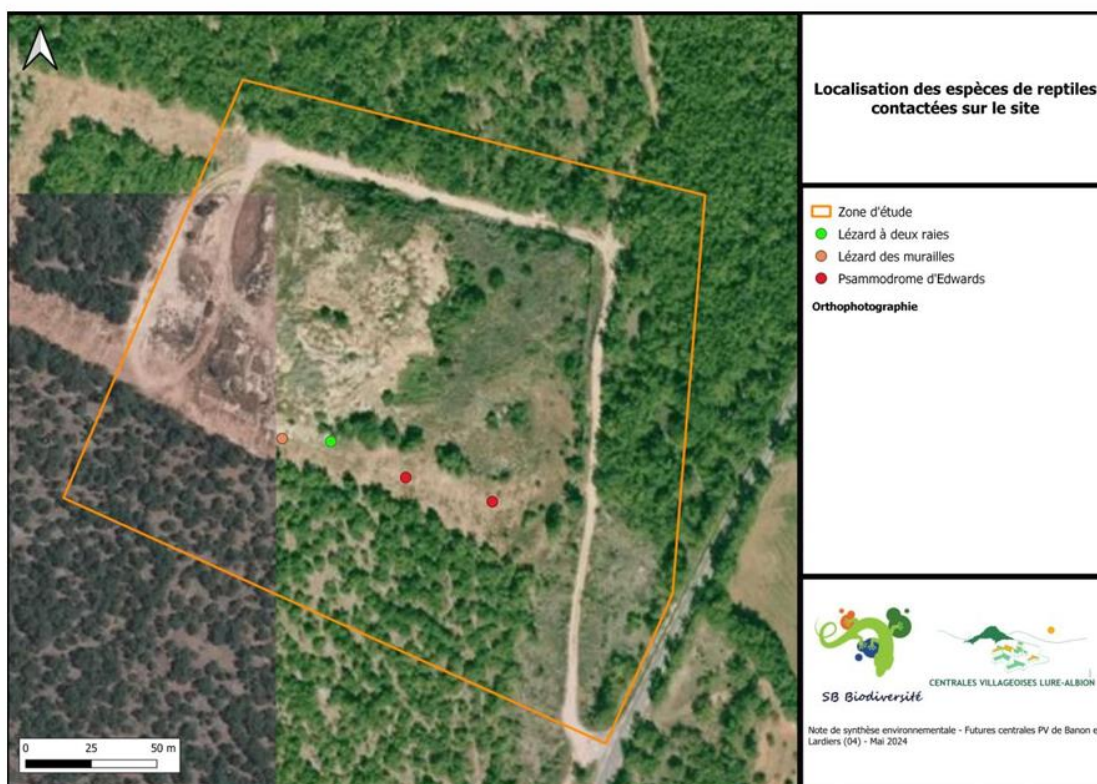 Localisation des espèces de reptiles
contactées sur le site
Zone d'étude
Lézard à deux raies
Lézard des murailles
Psammodrome d'Edwards
Orthophotographie
SB Biodiversité
CENTRALES VILLAGEOISES LURE-ALBION
Note de synthèse environnementale - Futures centrales PV de Banon e
Lardiers (04) - Mai 2024
0 25 50 m